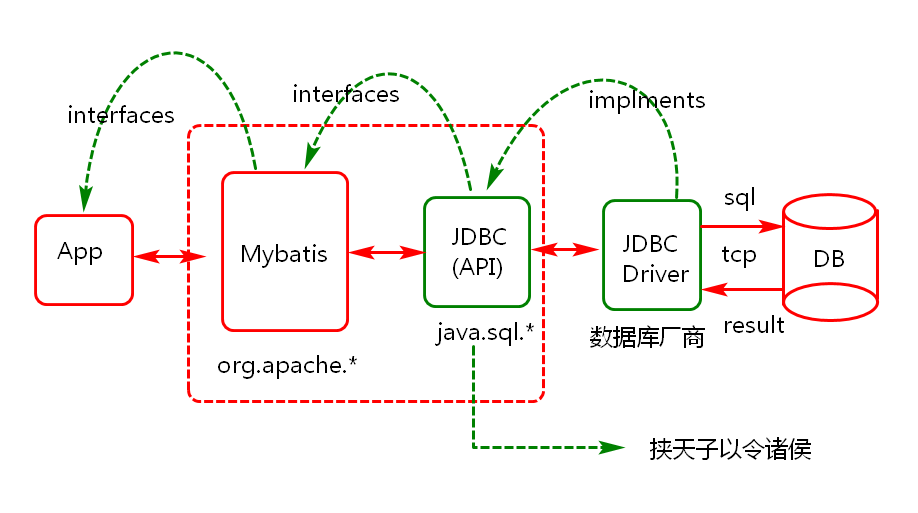 interfaces
interfaces
implments
App
Mybatis
JDBC
(API)
JDBC
Driver
sql
tcp
result
DB
org.apache.*
java.sql.*
数据库厂商
挟天子以令诸侯